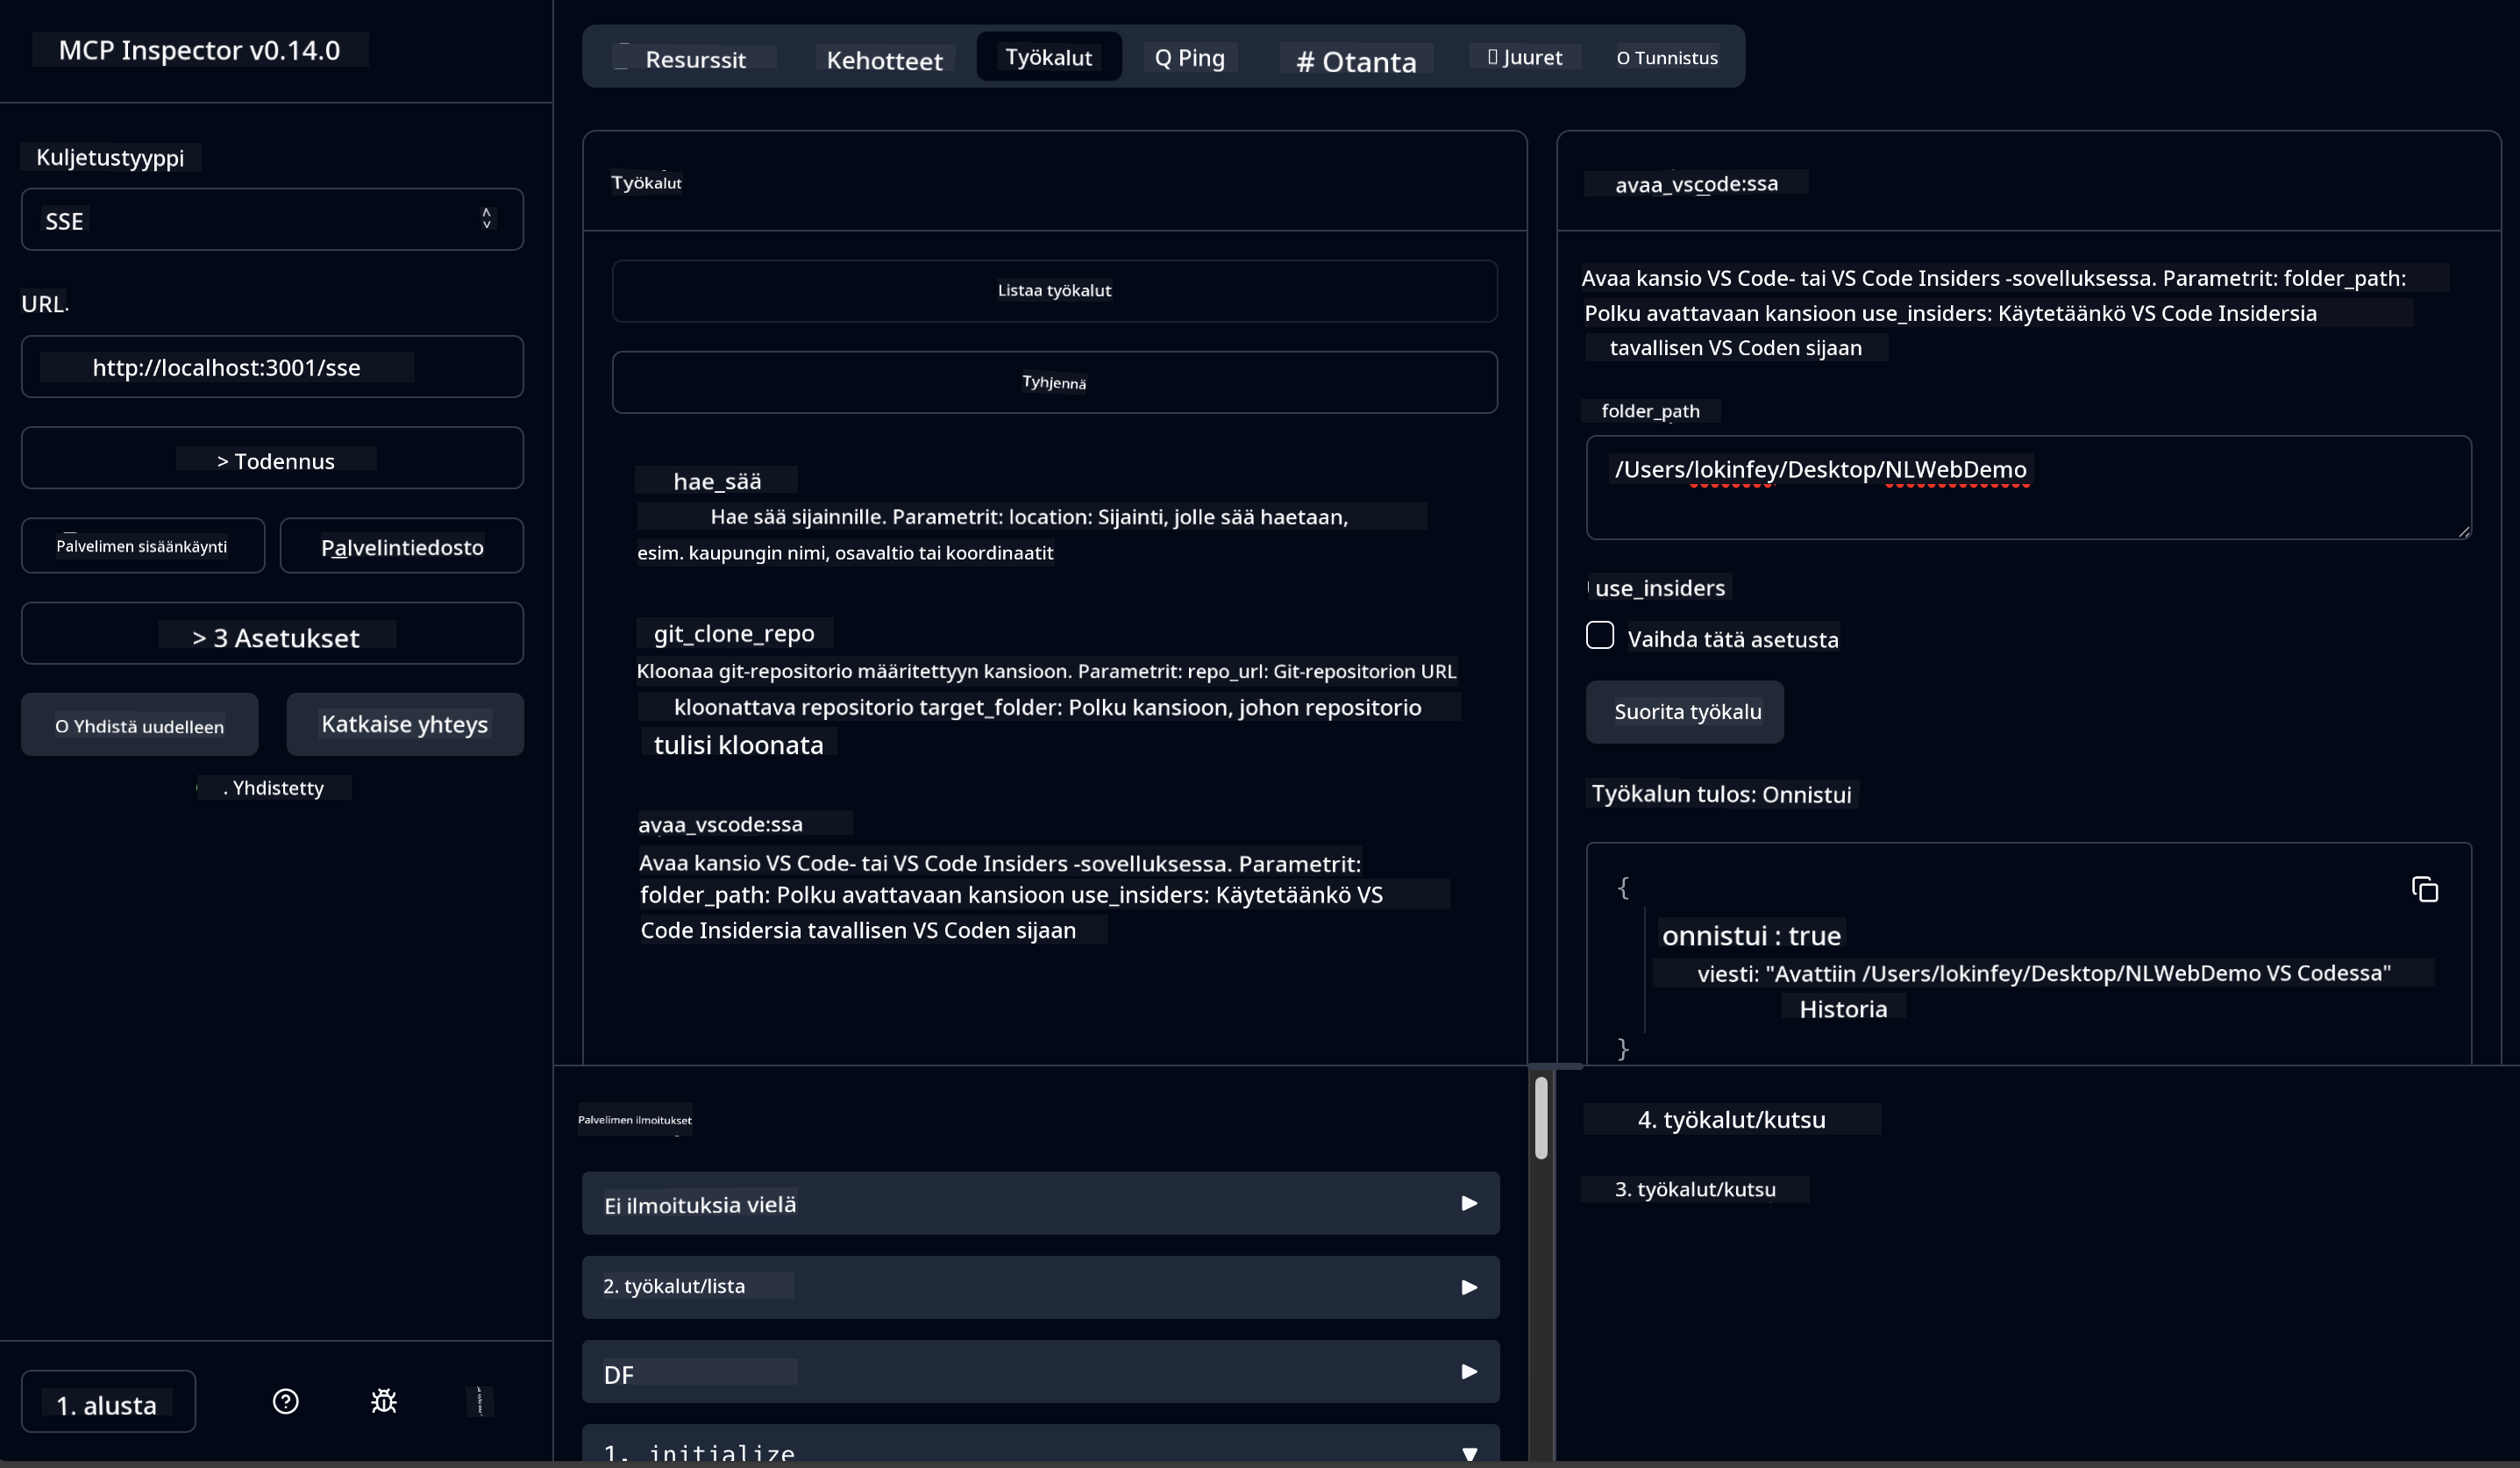 MCP Inspector v0.14.0
Kuljetustyyppi
SSE
URL.
http://localhost:3001/sse
> Todennus
Palvelimen sisäänkäynti
Palvelintiedosto
> 3 Asetukset
O Yhdistä uudelleen
Katkaise yhteys
. Yhdistetty
1. alusta
Resurssit
Kehotteet
Työkalut
Q Ping
# Otanta
Juuret
O Tunnistus
Työkalut
Listaa työkalut
Tyhjennä
hae_sää
Hae sää sijainnille. Parametrit: location: Sijainti, jolle sää haetaan,
esim. kaupungin nimi, osavaltio tai koordinaatit
git_clone_repo
Kloonaa git-repositorio määritettyyn kansioon. Parametrit: repo_url: Git-repositorion URL
kloonattava repositorio target_folder: Polku kansioon, johon repositorio
tulisi kloonata
avaa_vscode:ssa
Avaa kansio VS Code- tai VS Code Insiders -sovelluksessa. Parametrit:
folder_path: Polku avattavaan kansioon use_insiders: Käytetäänkö VS
Code Insidersia tavallisen VS Coden sijaan
avaa_vscode:ssa
Avaa kansio VS Code- tai VS Code Insiders -sovelluksessa. Parametrit: folder_path:
Polku avattavaan kansioon use_insiders: Käytetäänkö VS Code Insidersia
tavallisen VS Coden sijaan
folder_path
/Users/lokinfey/Desktop/NLWebDemo
use_insiders
Vaihda tätä asetusta
Suorita työkalu
Työkalun tulos: Onnistui
{
onnistui : true
viesti: "Avattiin /Users/lokinfey/Desktop/NLWebDemo VS Codessa"
Historia
}
Palvelimen ilmoitukset
Ei ilmoituksia vielä
2. työkalut/lista
DF
1. initialize
4. työkalut/kutsu
3. työkalut/kutsu